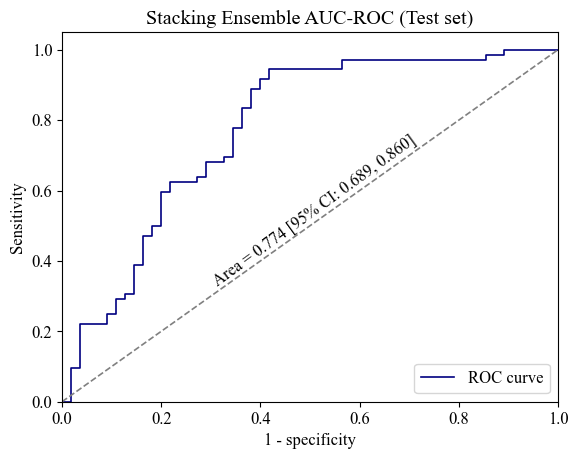 Stacking Ensemble AUC-ROC (Test set)
1.0
0.8
0.6
0.4
0.2
0.0
Sensitivity
Area = 0.774 [95% CI: 0.689, 0.860]
ROC curve
0.0 0.2 0.4 0.6 0.8 1.0
1 - specificity